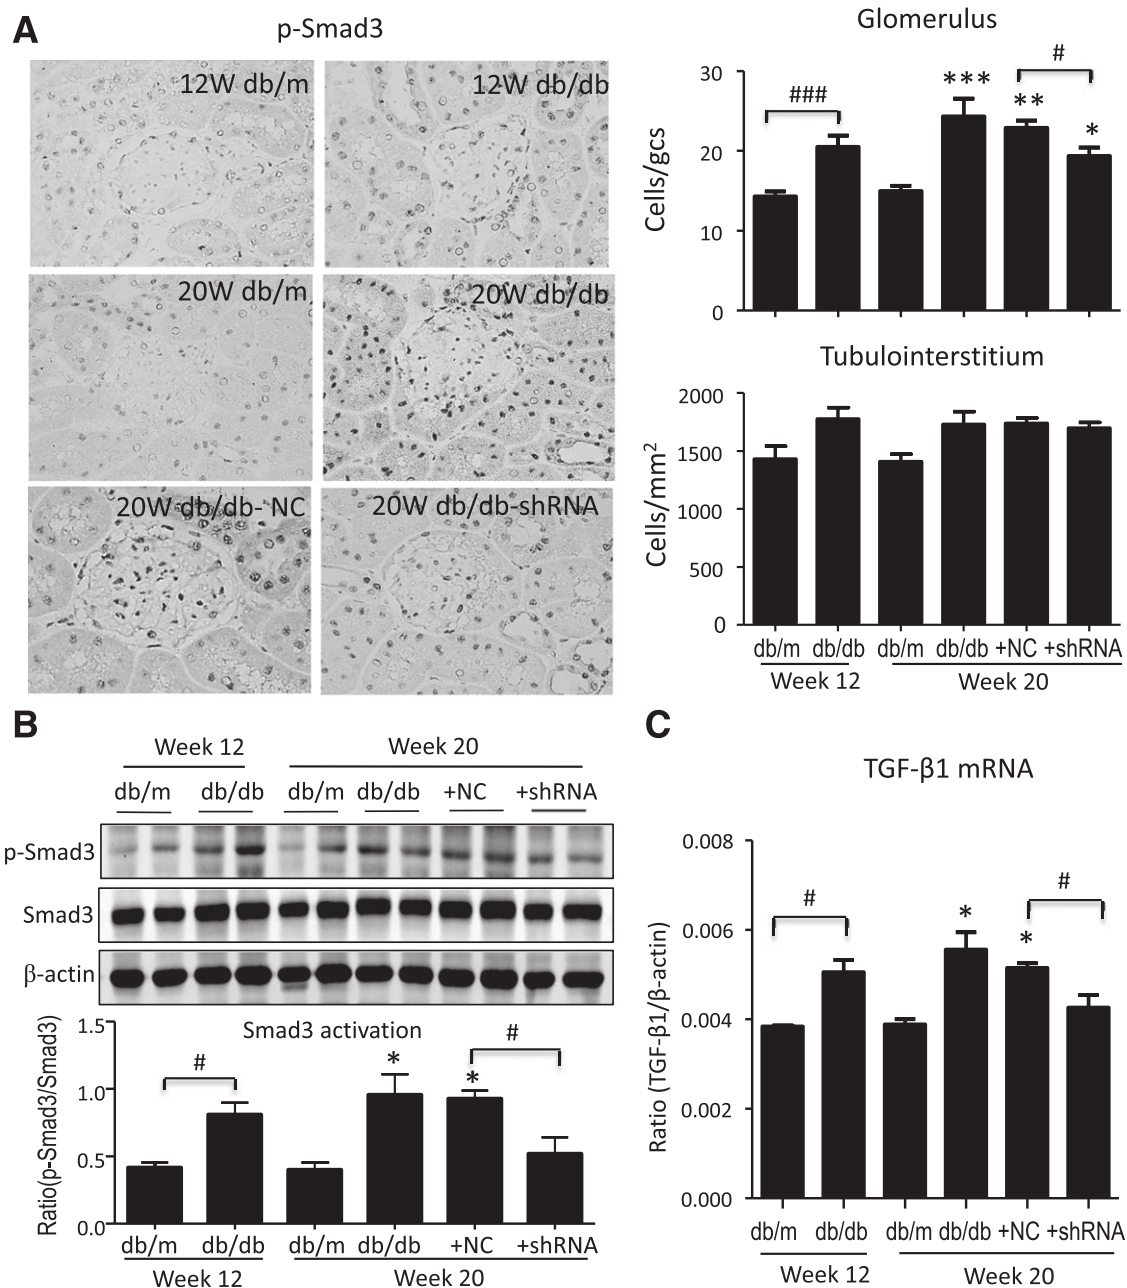 A
p-Smad3
12W db/m
12W db/db
20W db/m
20W db/db
20W db/db- NC
20W db/db-shRNA
Glomerulus
Cells/gcs
30
20
10
0
###
***
**
#
*
Tubulointerstitium
Cells/mm²
2000
1500
1000
500
0
db/m db/db db/m db/db +NC +shRNA
Week 12 Week 20
B
Week 12 Week 20
db/m db/db db/m db/db +NC +shRNA
p-Smad3
Smad3
β-actin
Smad3 activation
Ratio(p-Smad3/Smad3)
1.5
1.0
0.5
0.0
#
*
*
#
db/m db/db db/m db/db +NC +shRNA
Week 12 Week 20
C
TGF-β1 mRNA
Ratio (TGF-β1/β-actin)
0.008
0.006
0.004
0.002
0.000
#
*
*
#
db/m db/db db/m db/db +NC +shRNA
Week 12 Week 20